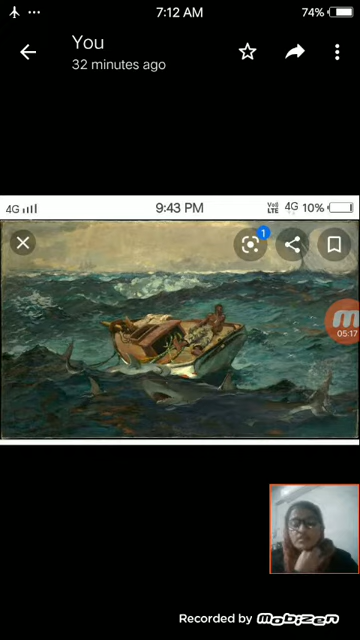 7:12 AM
74%
You
32 minutes ago
4G
9:43 PM
Vo))
LTE
4G 10%
1
M
05:17
Recorded by mobizen